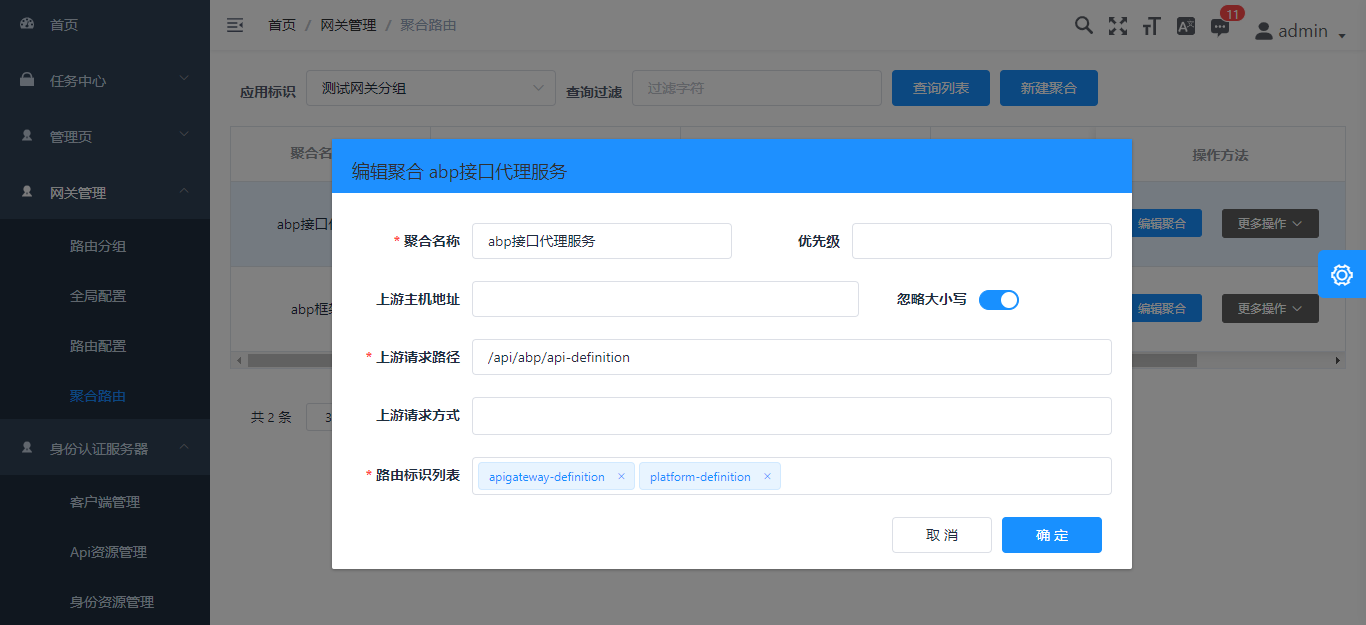 首页
任务中心
管理页
网关管理
路由分组
全局配置
路由配置
聚合路由
身份认证服务器
客户端管理
Api资源管理
身份资源管理
首页 / 网关管理 / 聚合路由
11
admin
应用标识 测试网关分组 查询过滤 过滤字符 查询列表 新建聚合
聚合名 操作方法
abp接口 编辑聚合 更多操作
abp框 编辑聚合 更多操作
共 2 条 3
编辑聚合 abp接口代理服务
* 聚合名称 abp接口代理服务 优先级
上游主机地址 忽略大小写
* 上游请求路径 /api/abp/api-definition
上游请求方式
* 路由标识列表 apigateway-definition × platform-definition ×
取 消 确 定